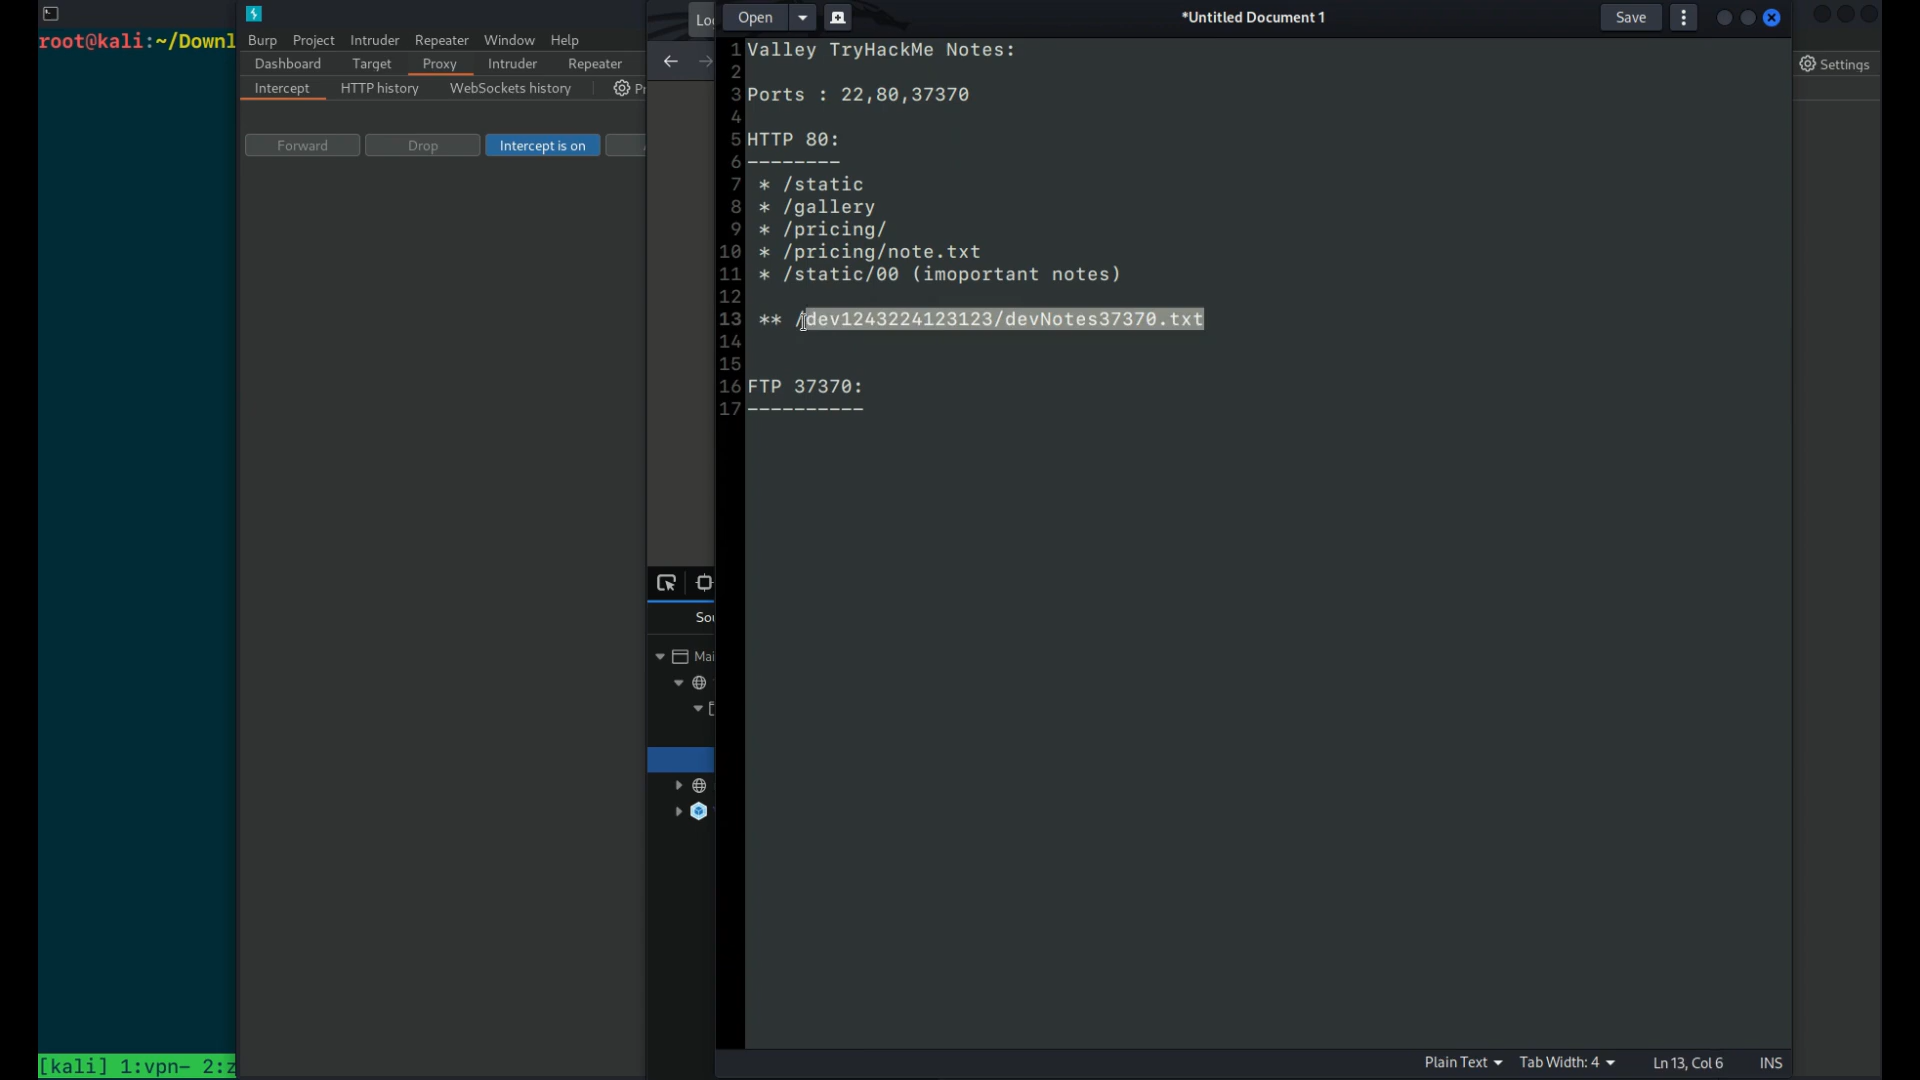 root@kali:~/Downl
[kali] 1:vpn- 2:z
Burp Project Intruder Repeater Window Help
Dashboard Target Proxy Intruder Repeater
Intercept HTTP history WebSockets history Pr
Forward Drop Intercept is on
Open *Untitled Document 1 Save
1 Valley TryHackMe Notes:
2
3 Ports : 22,80,37370
4
5 HTTP 80:
6 --------
7 * /static
8 * /gallery
9 * /pricing/
10 * /pricing/note.txt
11 * /static/00 (imoportant notes)
12
13 ** /dev1243224123123/devNotes37370.txt
14
15
16 FTP 37370:
17 ----------
Plain Text Tab Width: 4 Ln 13, Col 6 INS
Sou
Mai
Settings